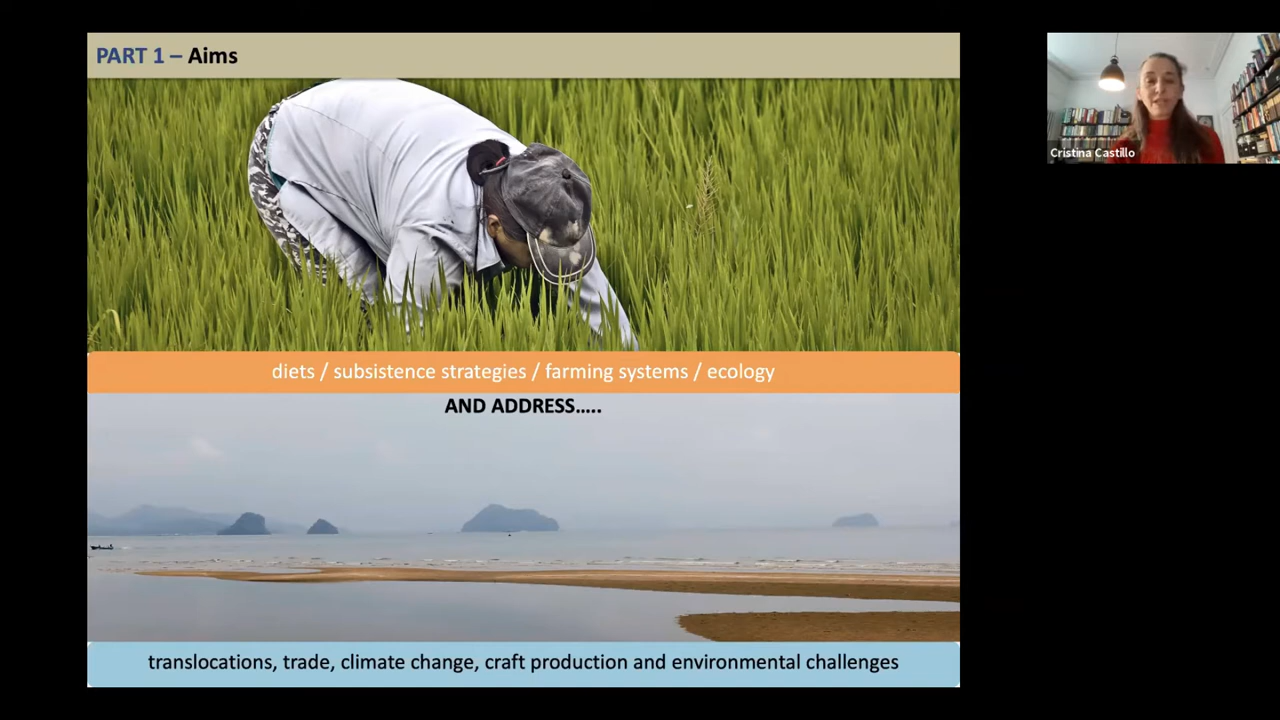 PART 1 – Aims
Cristina Castillo
diets / subsistence strategies / farming systems / ecology
AND ADDRESS…..
translocations, trade, climate change, craft production and environmental challenges